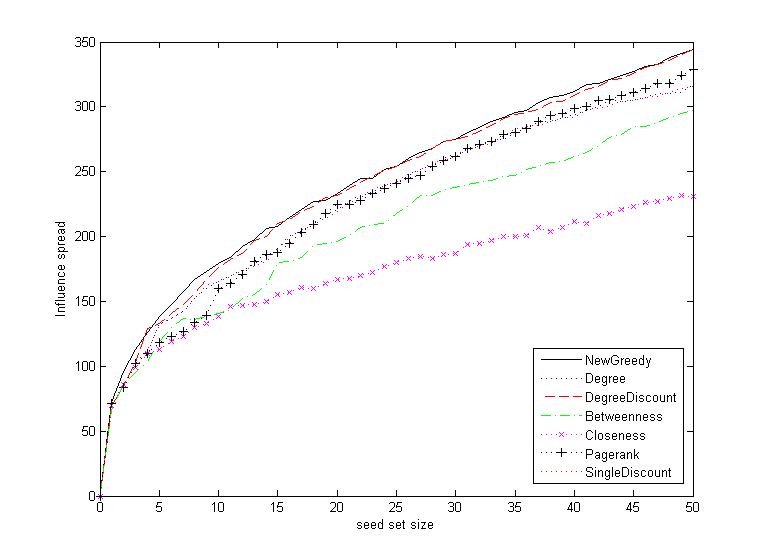 350
300
250
200
150
100
50
0
Influence spread
0 5 10 15 20 25 30 35 40 45 50
seed set size
NewGreedy
Degree
DegreeDiscount
Betweenness
Closeness
Pagerank
SingleDiscount